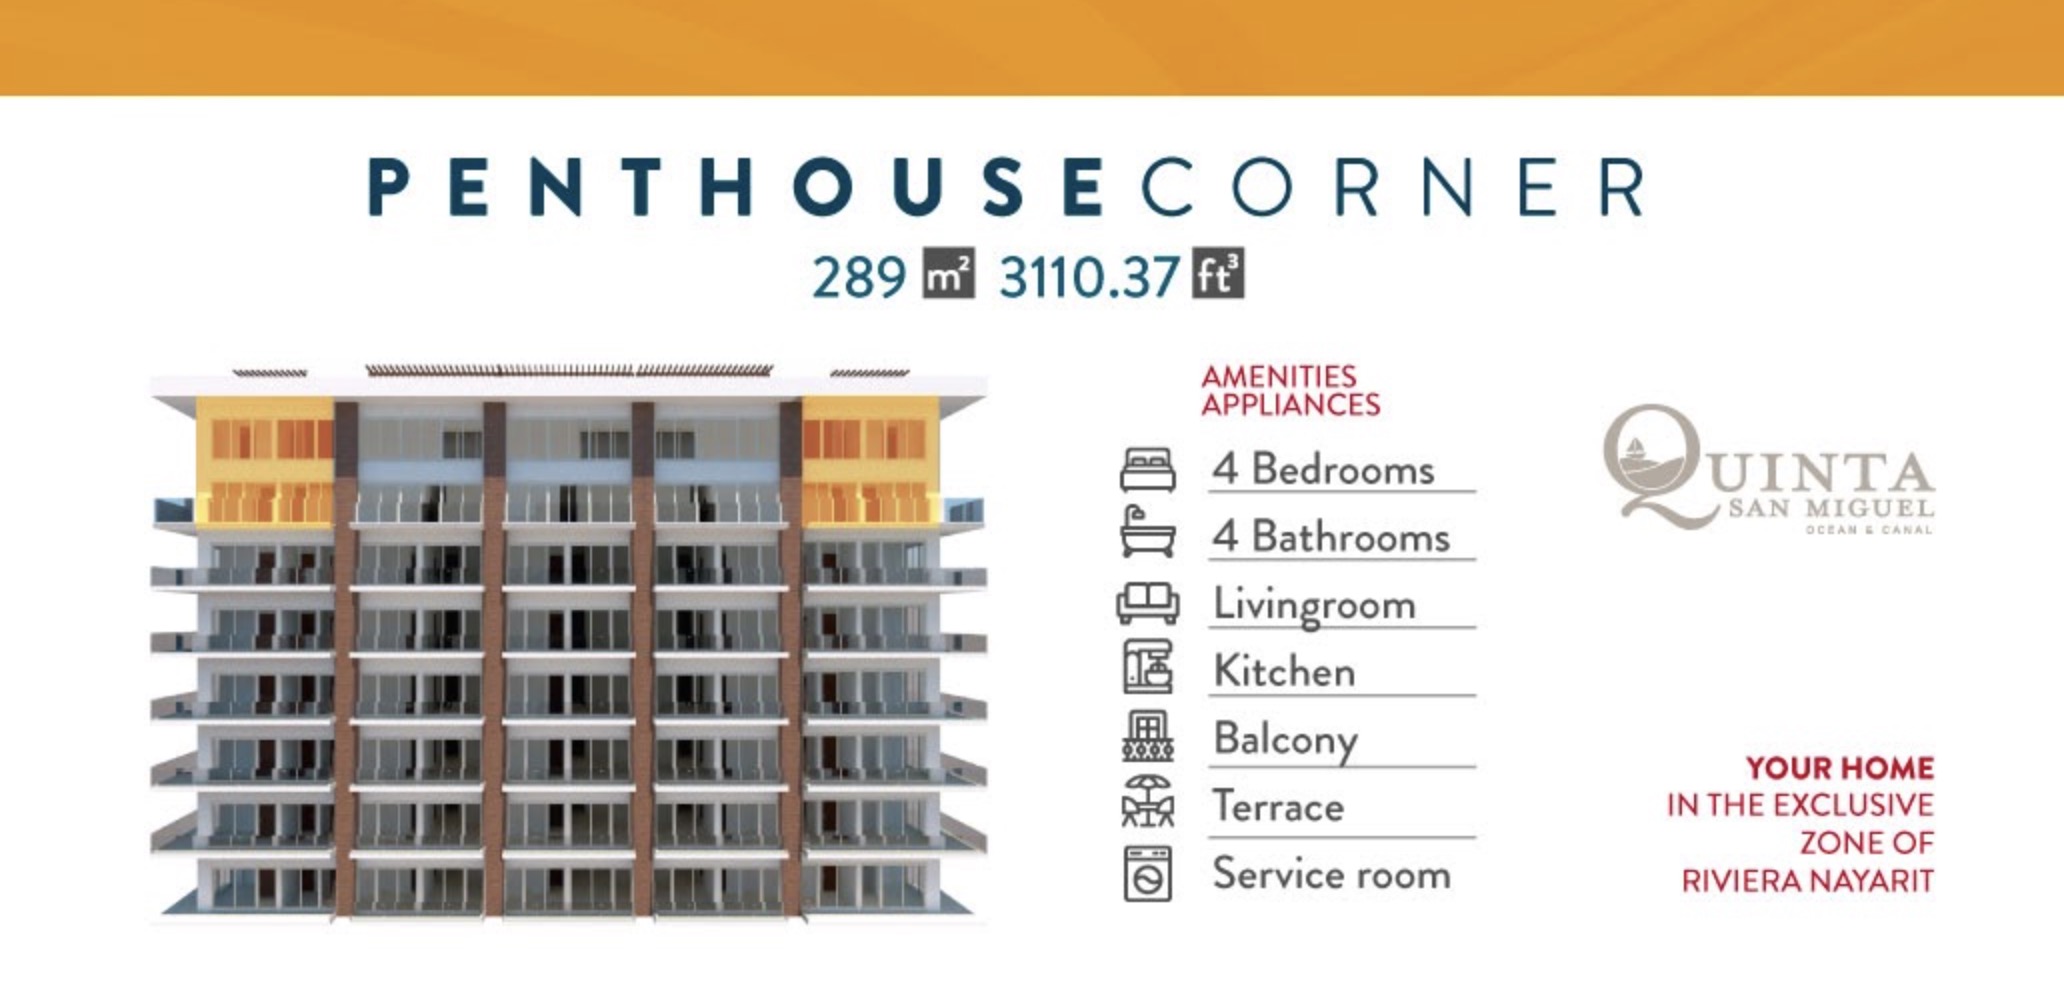 PENTHOUSECORNER
289 m² 3110.37 ft³
AMENITIES
APPLIANCES
4 Bedrooms
4 Bathrooms
Livingroom
Kitchen
Balcony
Terrace
Service room
QUINTA
SAN MIGUEL
OCEAN & CANAL
YOUR HOME
IN THE EXCLUSIVE
ZONE OF
RIVIERA NAYARIT